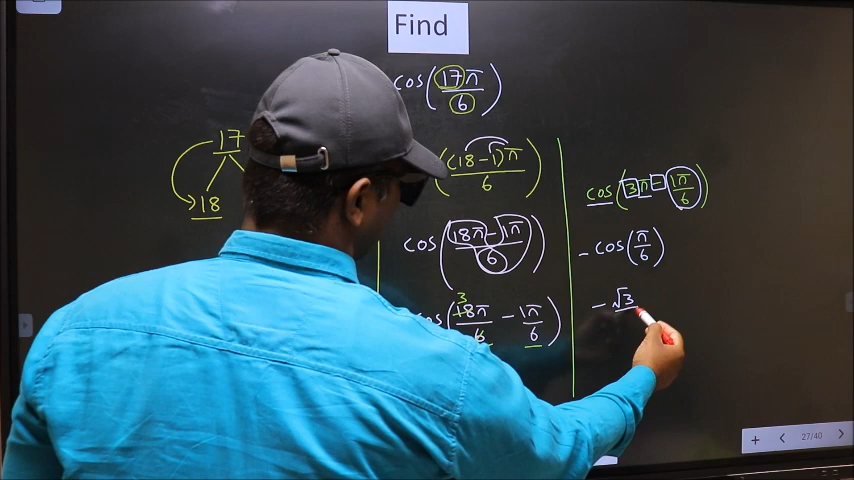 Find
cos(17π/6)
17
18
((18-1)π/6)
cos(18π-1π/6)
cos(18π/6 - 1π/6)
3
cos(3π-1π/6)
-cos(π/6)
-√3
27/40